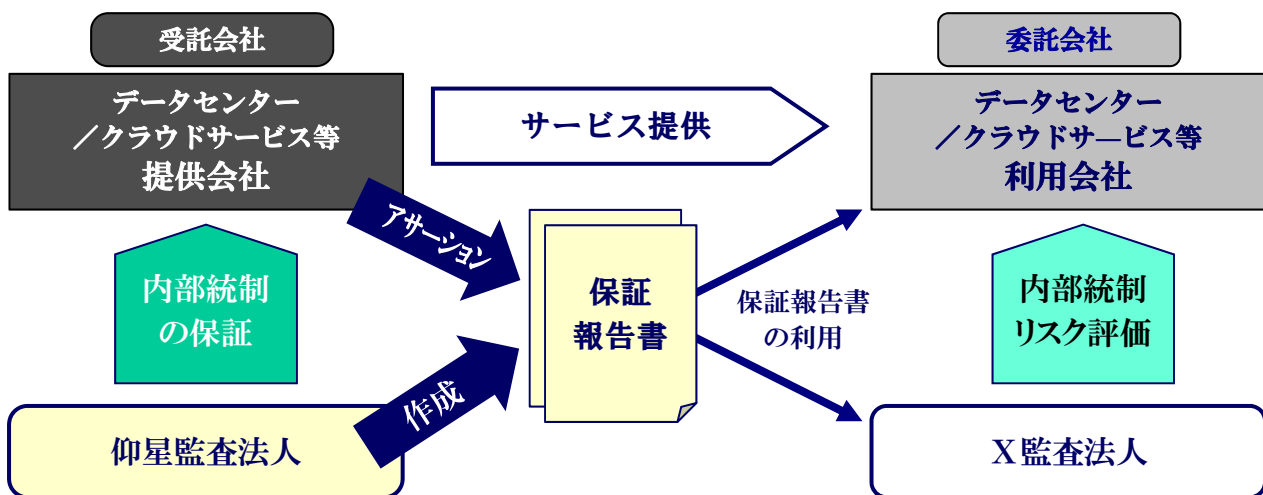 受託会社
データセンター
／クラウドサービス等
提供会社
サービス提供
委託会社
データセンター
／クラウドサ―ビス等
利用会社
アサーション
内部統制
の保証
保証
報告書
保証報告書
の利用
内部統制
リスク評価
作成
仰星監査法人
X監査法人